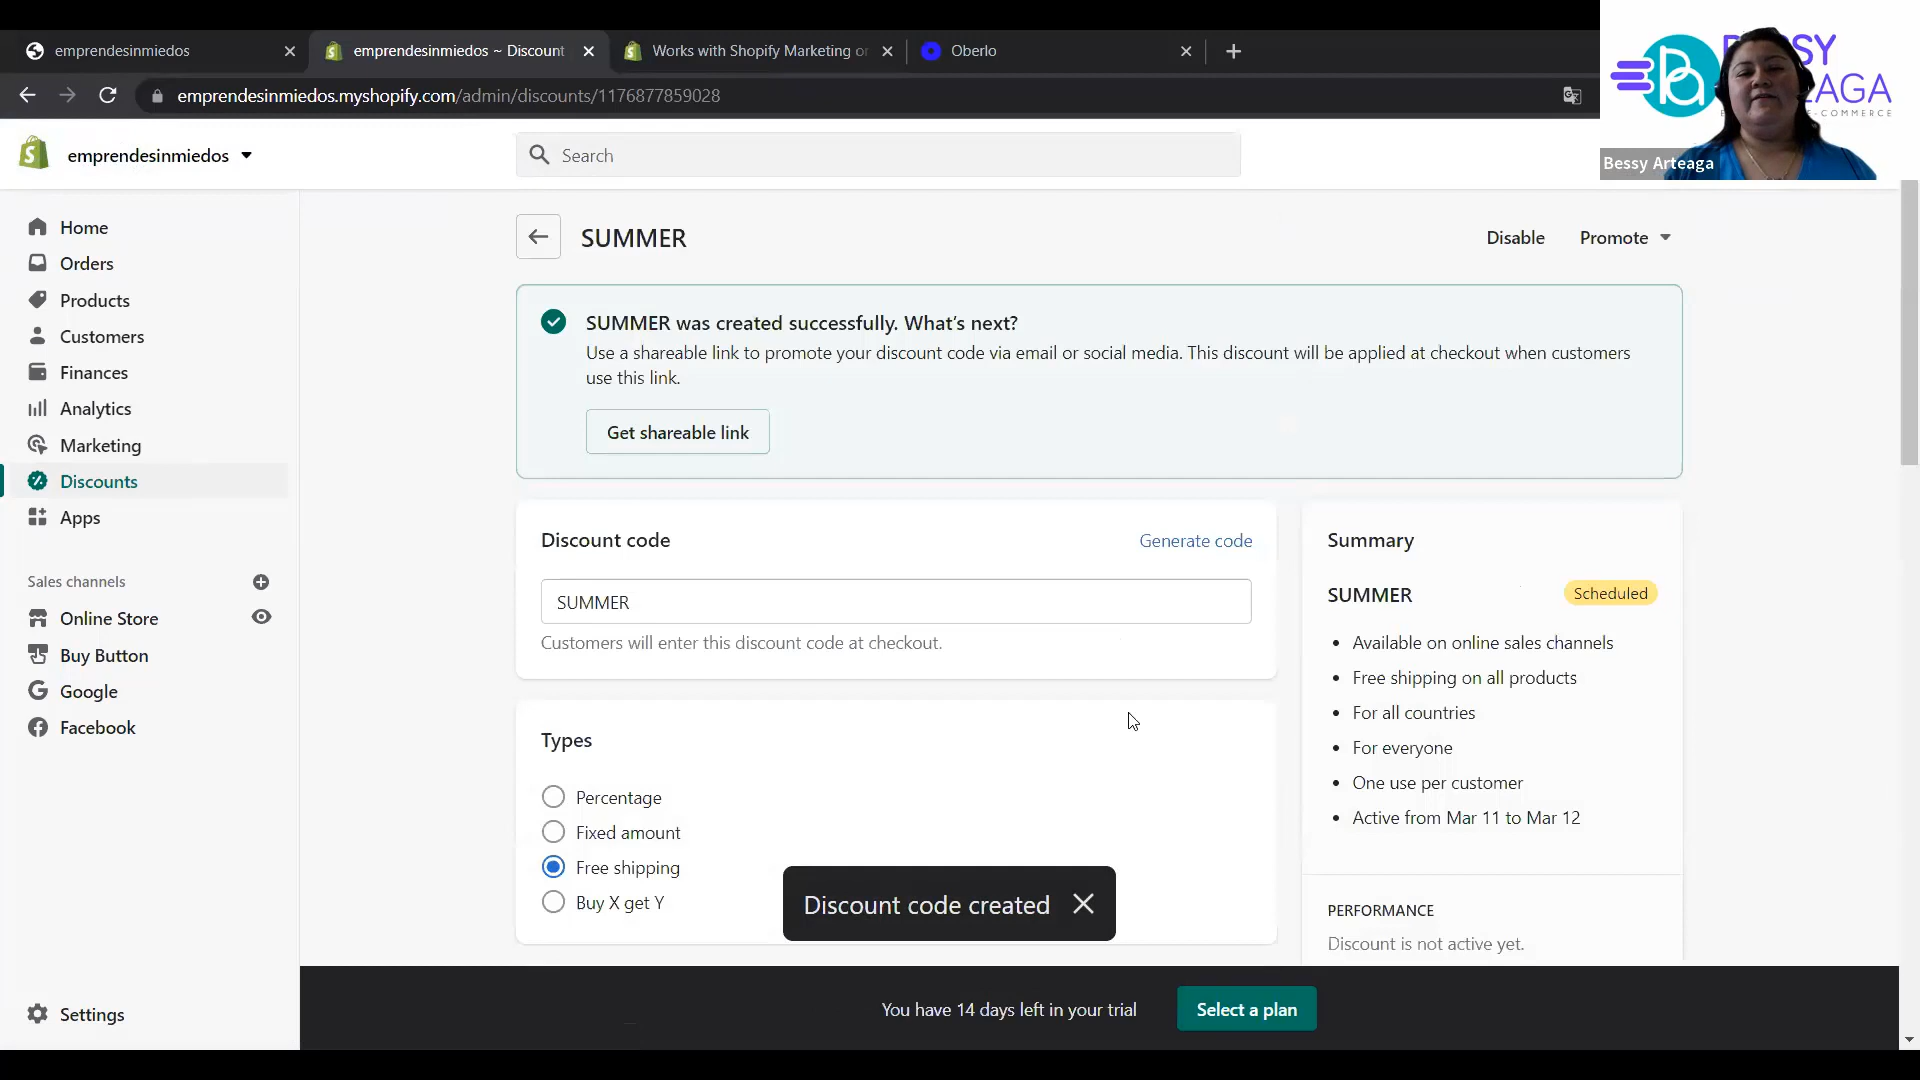 emprendesinmiedos
emprendesinmiedos ~ Discount
Works with Shopify Marketing
Oberlo
emprendesinmiedos.myshopify.com/admin/discounts/1176877859028
AGA
-COMMERCE
Bessy Arteaga
emprendesinmiedos
Search
Home
Orders
Products
Customers
Finances
Analytics
Marketing
Discounts
Apps
Sales channels
Online Store
Buy Button
Google
Facebook
Settings
SUMMER
Disable
Promote
SUMMER was created successfully. What's next?
Use a shareable link to promote your discount code via email or social media. This discount will be applied at checkout when customers
use this link.
Get shareable link
Discount code
Generate code
SUMMER
Customers will enter this discount code at checkout.
Types
Percentage
Fixed amount
Free shipping
Buy X get Y
Summary
SUMMER
Scheduled
• Available on online sales channels
• Free shipping on all products
• For all countries
• For everyone
• One use per customer
• Active from Mar 11 to Mar 12
PERFORMANCE
Discount is not active yet.
Discount code created
You have 14 days left in your trial
Select a plan